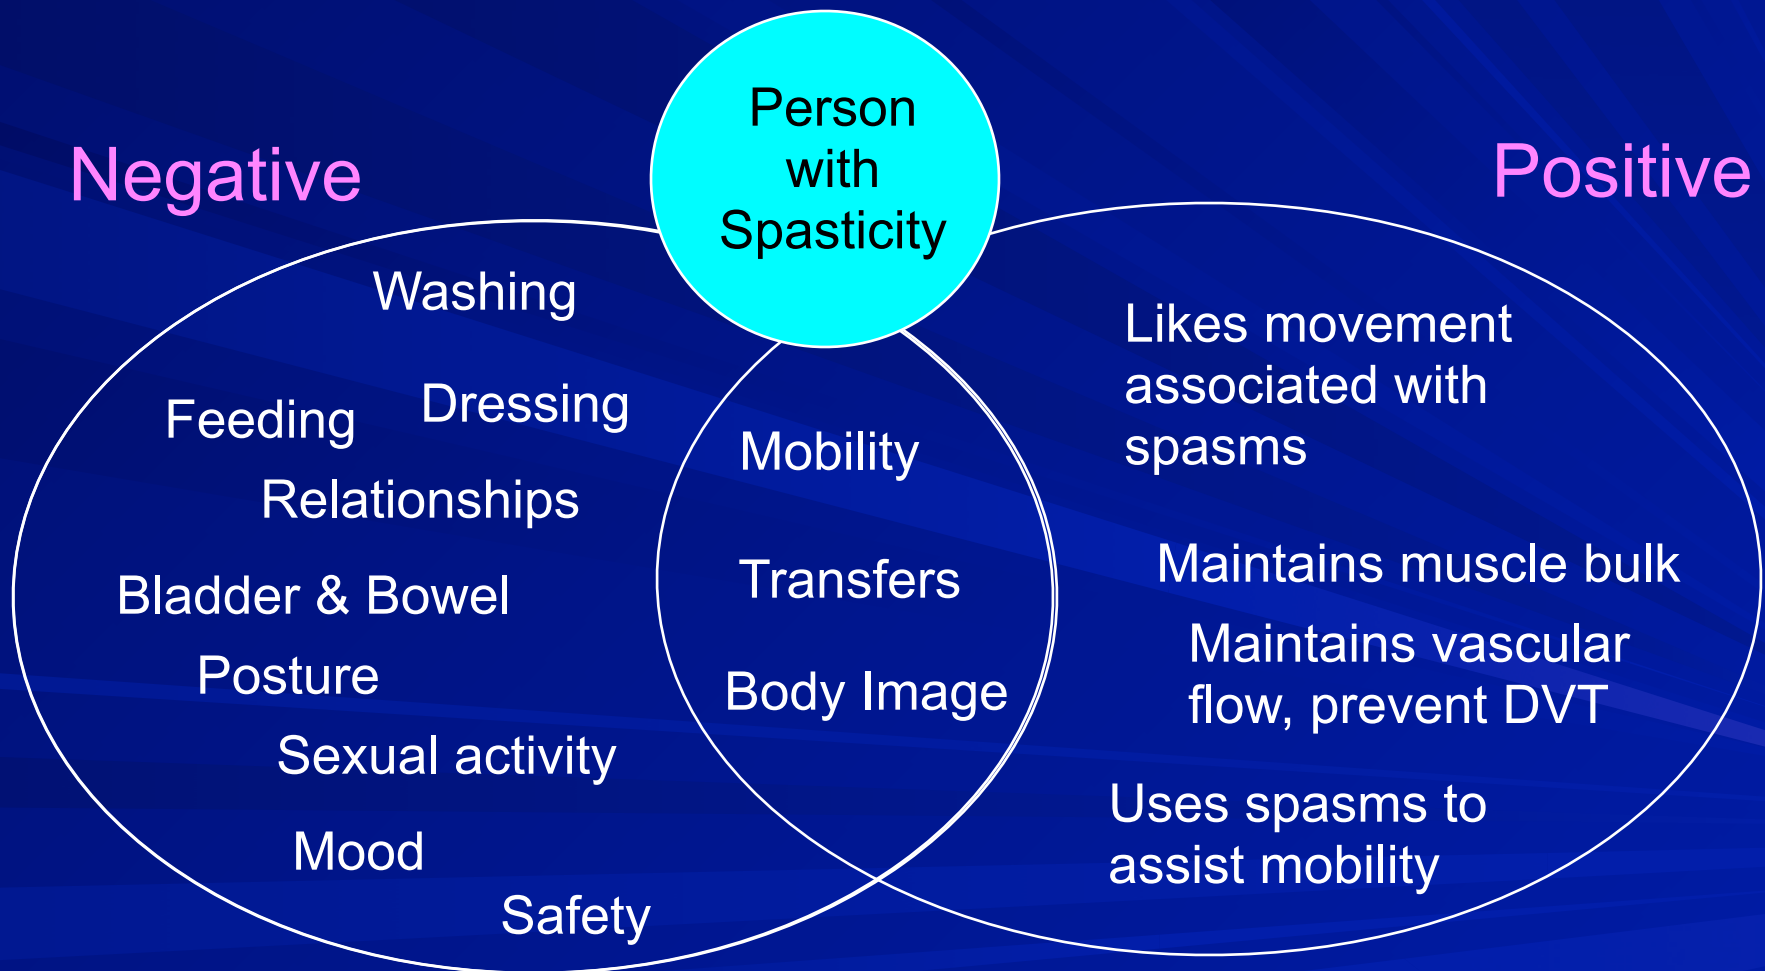 Person
with
Spasticity
Negative
Positive
Washing
Feeding
Dressing
Relationships
Bladder & Bowel
Posture
Sexual activity
Mood
Safety
Mobility
Transfers
Body Image
Likes movement
associated with
spasms
Maintains muscle bulk
Maintains vascular
flow, prevent DVT
Uses spasms to
assist mobility